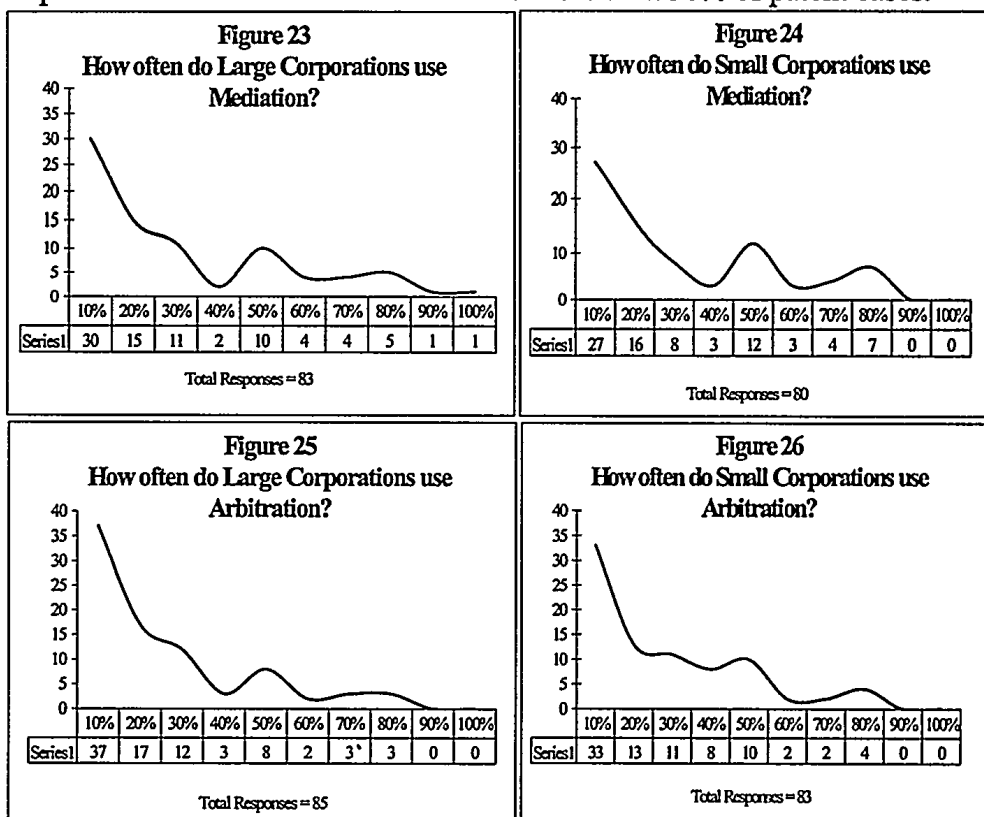 Figure 23
How often do Large Corporations use
Mediation?
40
35
30
25
20
15
10
5
0
10% 20% 30% 40% 50% 60% 70% 80% 90% 100%
Series1 30 15 11 2 10 4 4 5 1 1
Total Responses = 83
Figure 24
How often do Small Corporations use
Mediation?
40
30
20
10
0
10% 20% 30% 40% 50% 60% 70% 80% 90% 100%
Series1 27 16 8 3 12 3 4 7 0 0
Total Responses = 80
Figure 25
How often do Large Corporations use
Arbitration?
40
35
30
25
20
15
10
5
0
10% 20% 30% 40% 50% 60% 70% 80% 90% 100%
Series1 37 17 12 3 8 2 3 3 0 0
Total Responses = 85
Figure 26
How often do Small Corporations use
Arbitration?
40
35
30
25
20
15
10
5
0
10% 20% 30% 40% 50% 60% 70% 80% 90% 100%
Series1 33 13 11 8 10 2 2 4 0 0
Total Responses = 83